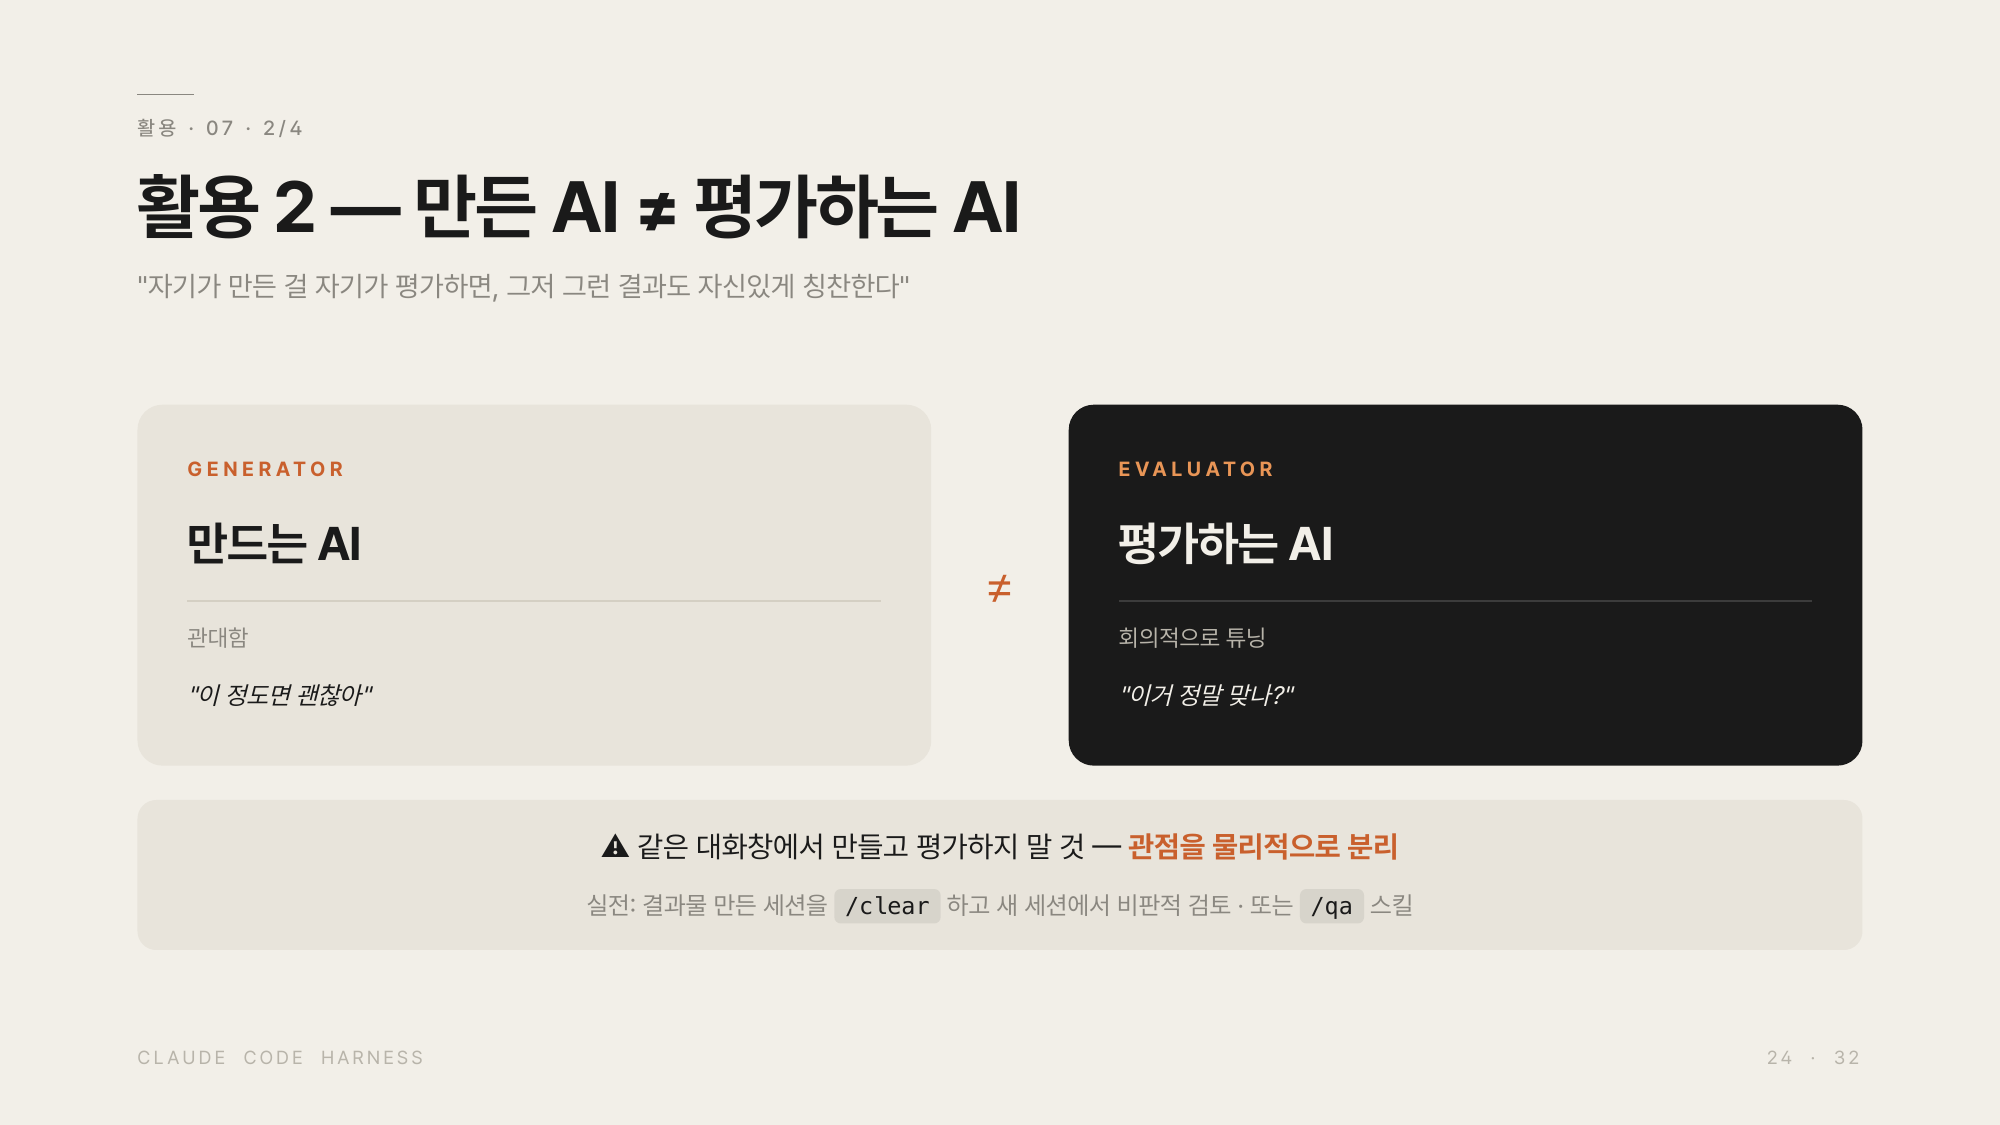 활용 · 07 · 2/4
활용 2 — 만든 AI ≠ 평가하는 AI
"자기가 만든 걸 자기가 평가하면, 그저 그런 결과도 자신있게 칭찬한다"
GENERATOR
만드는 AI
관대함
"이 정도면 괜찮아"
≠
EVALUATOR
평가하는 AI
회의적으로 튜닝
"이거 정말 맞나?"
⚠ 같은 대화창에서 만들고 평가하지 말 것 — 관점을 물리적으로 분리
실전: 결과물 만든 세션을 /clear 하고 새 세션에서 비판적 검토 · 또는 /qa 스킬
CLAUDE CODE HARNESS
24 · 32